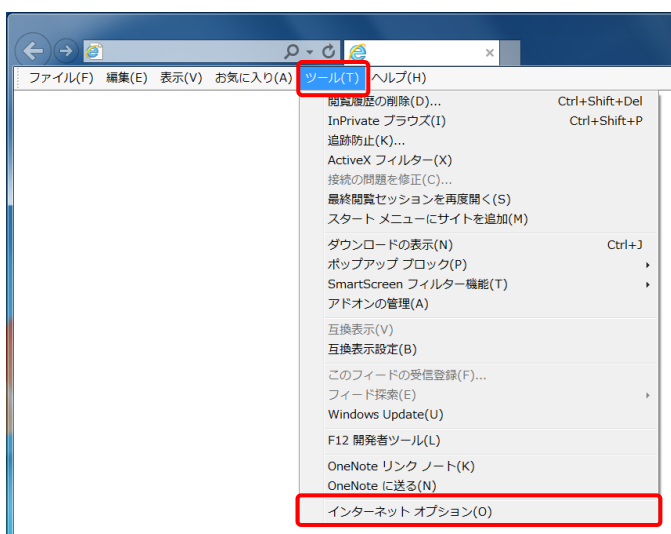 ファイル(F) 編集(E) 表示(V) お気に入り(A) ツール(T) ヘルプ(H)
閲覧履歴の削除(D)... Ctrl+Shift+Del
InPrivate ブラウズ(I) Ctrl+Shift+P
追跡防止(K)...
ActiveX フィルター(X)
接続の問題を修正(C)...
最終閲覧セッションを再度開く(S)
スタート メニューにサイトを追加(M)
ダウンロードの表示(N) Ctrl+J
ポップアップ ブロック(P)
SmartScreen フィルター機能(T)
アドオンの管理(A)
互換表示(V)
互換表示設定(B)
このフィードの受信登録(F)...
フィード探索(E)
Windows Update(U)
F12 開発者ツール(L)
OneNote リンク ノート(K)
OneNote に送る(N)
インターネット オプション(O)